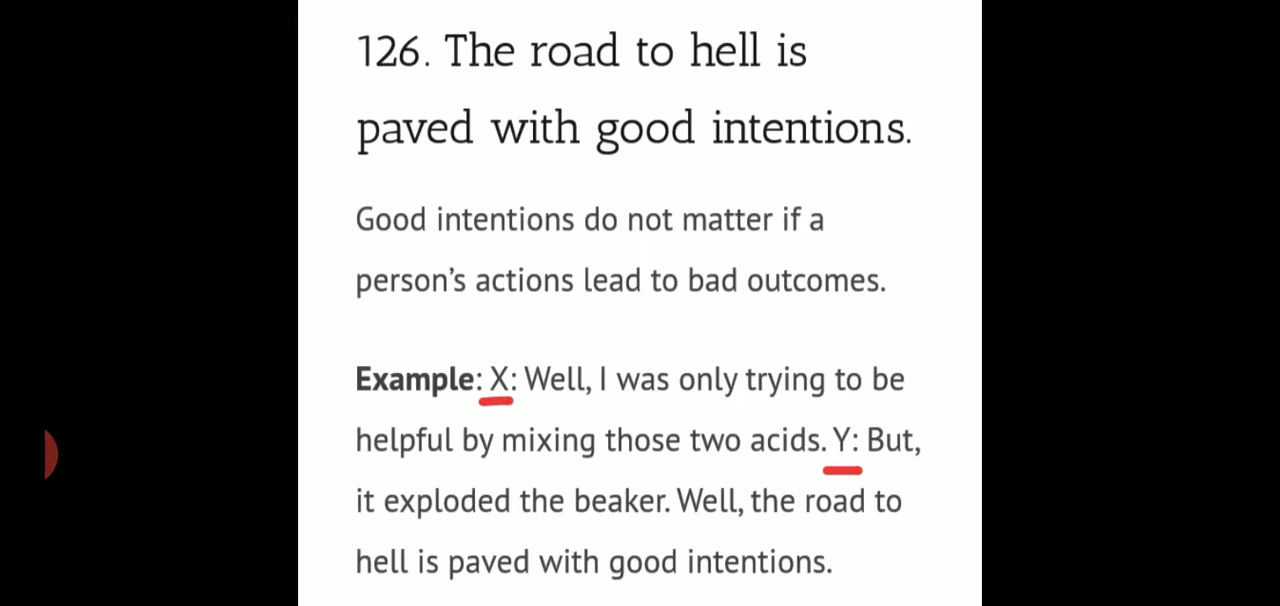 126. The road to hell is
paved with good intentions.
Good intentions do not matter if a
person’s actions lead to bad outcomes.
Example: X: Well, I was only trying to be
helpful by mixing those two acids. Y: But,
it exploded the beaker. Well, the road to
hell is paved with good intentions.